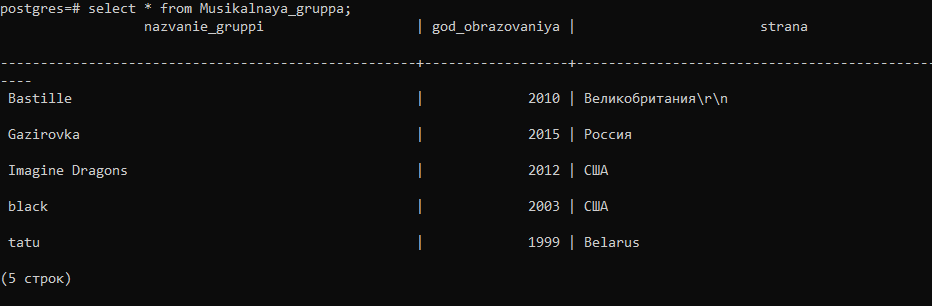 postgres=# select * from Musikalnaya_gruppa;
nazvanie_gruppi | god_obrazovaniya | strana
----------------------------------------------------+------------------+---------------------------------------------
----
Bastille | 2010 | Великобритания\r\n
Gazirovka | 2015 | Россия
Imagine Dragons | 2012 | США
black | 2003 | США
tatu | 1999 | Belarus
(5 строк)